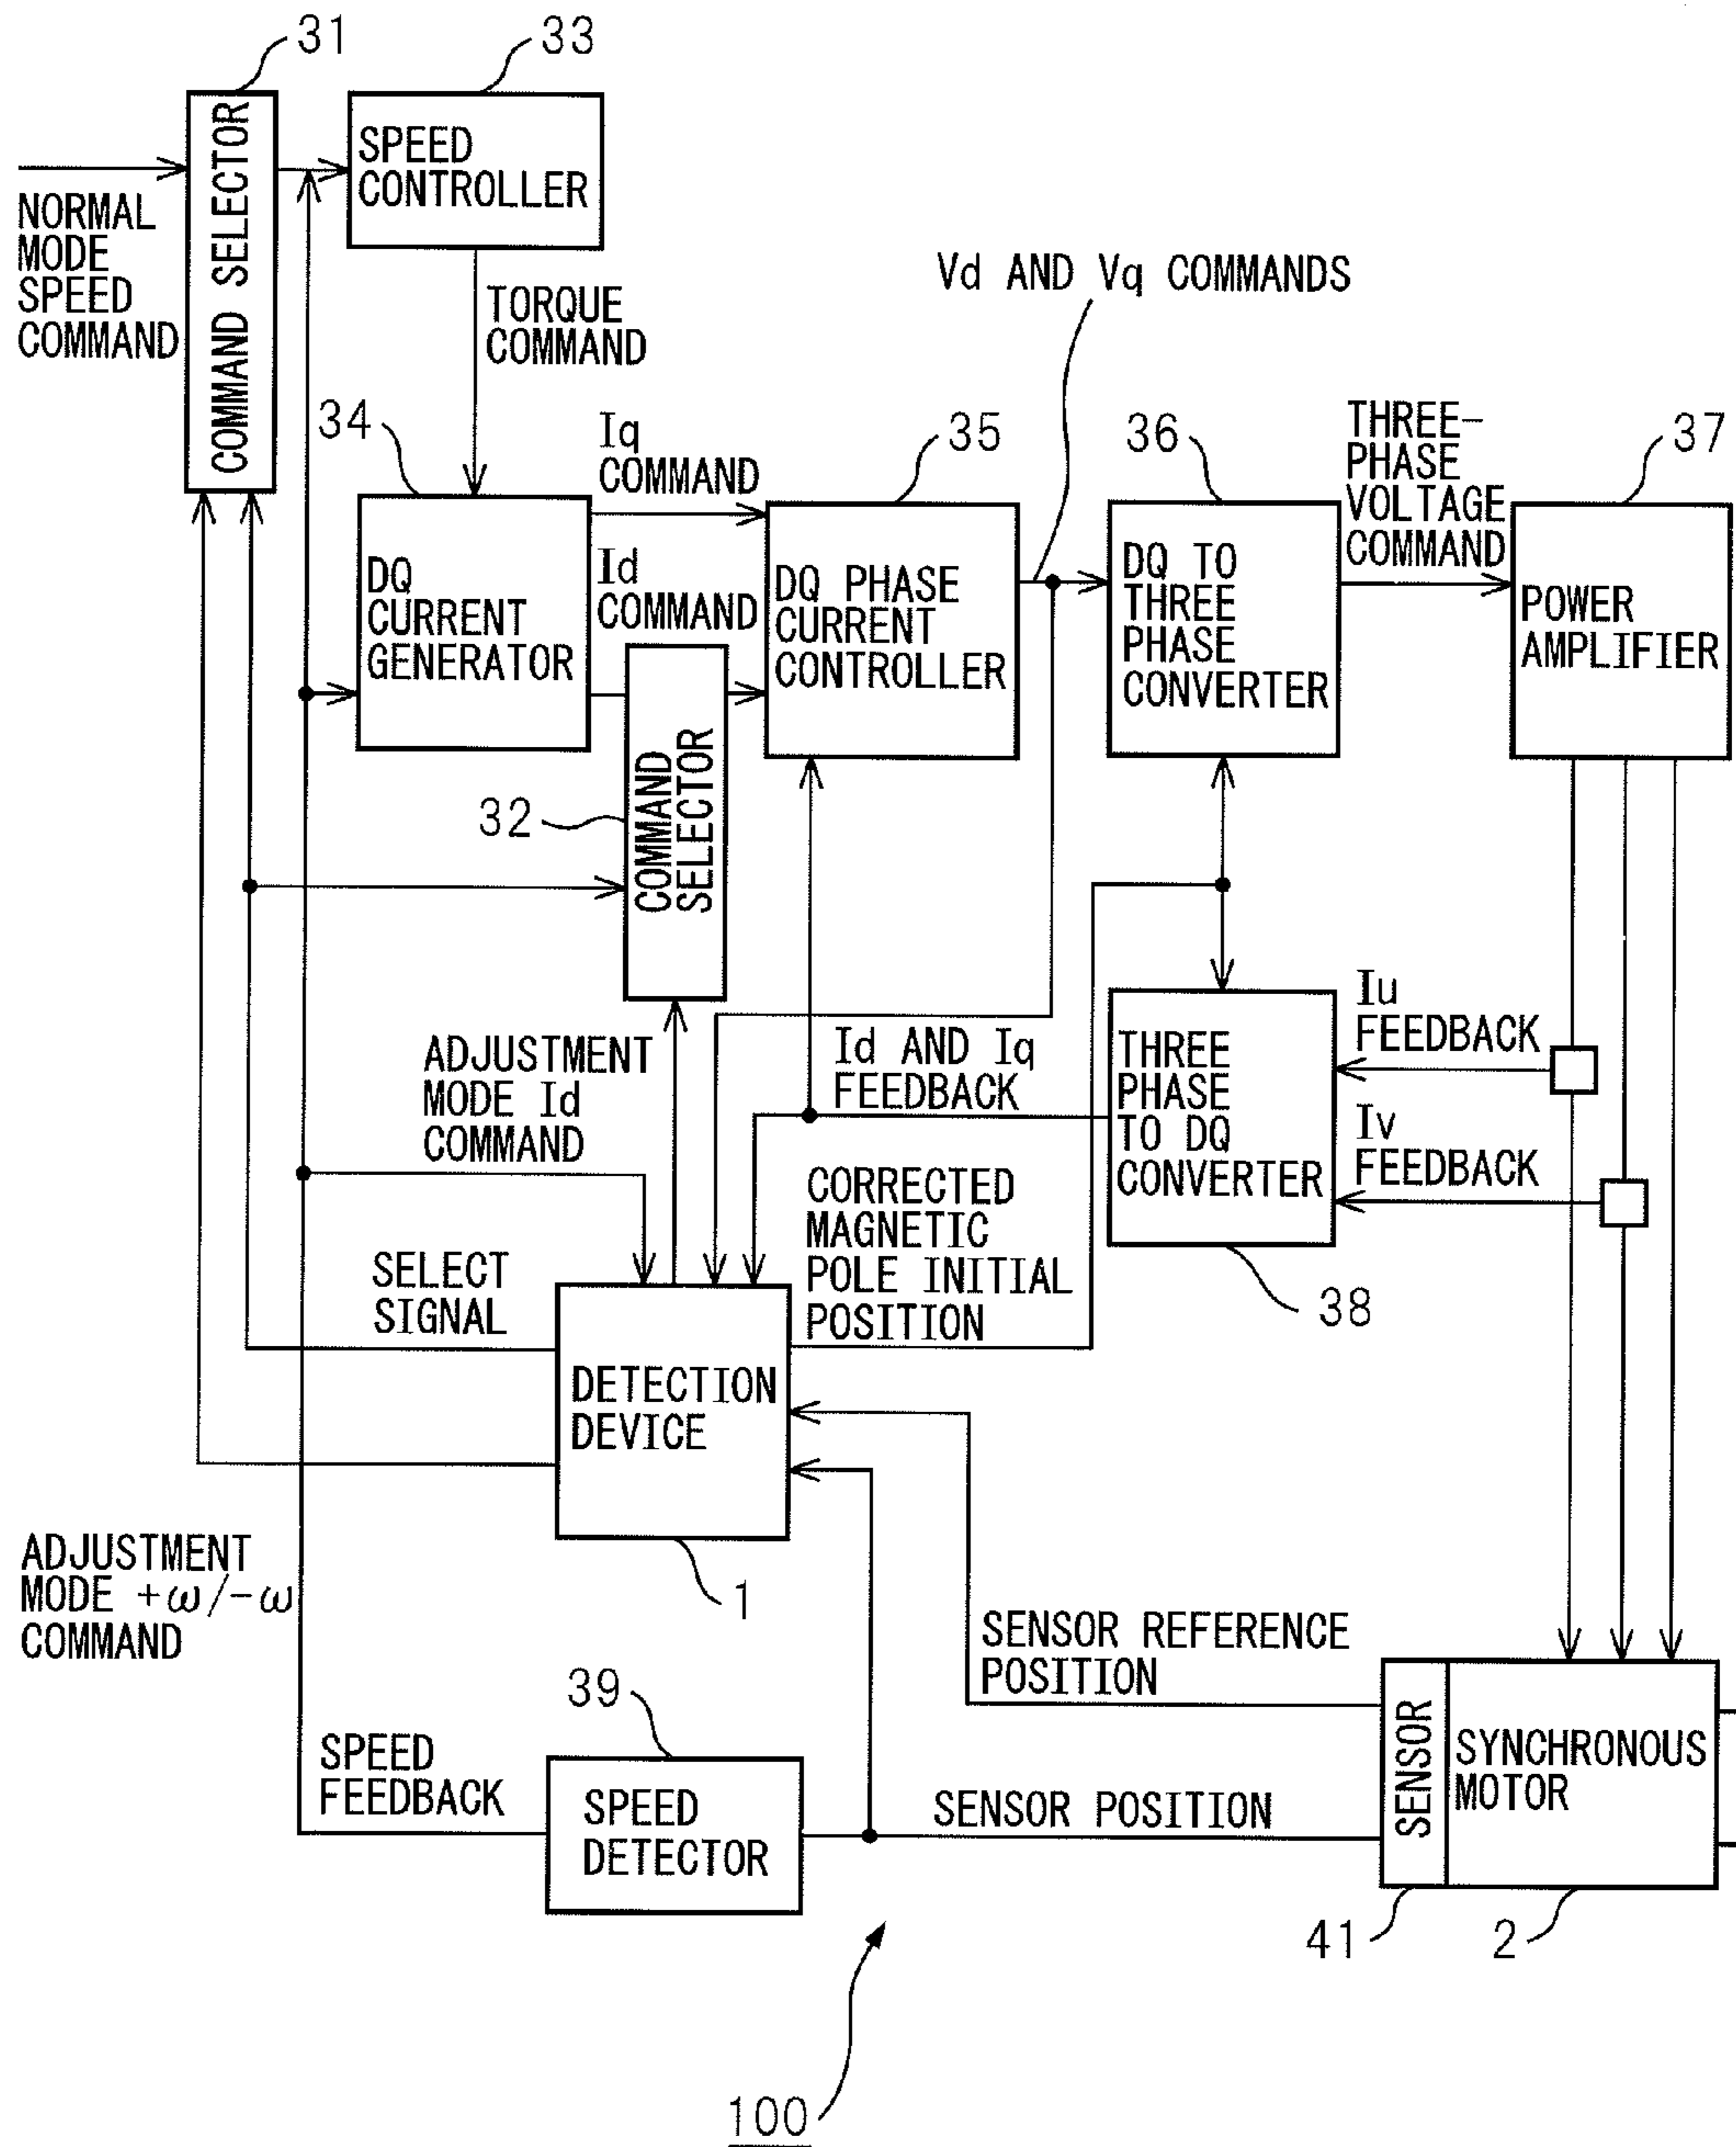 31
33
COMMAND SELECTOR
SPEED
CONTROLLER
NORMAL
MODE
SPEED
COMMAND
TORQUE
COMMAND
Vd AND Vq COMMANDS
34
Iq
COMMAND
35
36
THREE-
PHASE
VOLTAGE
COMMAND
37
DQ
CURRENT
GENERATOR
Id
COMMAND
DQ PHASE
CURRENT
CONTROLLER
DQ TO
THREE
PHASE
CONVERTER
POWER
AMPLIFIER
32
COMMAND
SELECTOR
ADJUSTMENT
MODE Id
COMMAND
Id AND Iq
FEEDBACK
THREE
PHASE
TO DQ
CONVERTER
Iu
FEEDBACK
Iv
FEEDBACK
38
CORRECTED
MAGNETIC
POLE INITIAL
POSITION
SELECT
SIGNAL
DETECTION
DEVICE
1
ADJUSTMENT
MODE +ω/-ω
COMMAND
SENSOR REFERENCE
POSITION
39
SPEED
FEEDBACK
SPEED
DETECTOR
SENSOR POSITION
SENSOR
SYNCHRONOUS
MOTOR
41
2
100